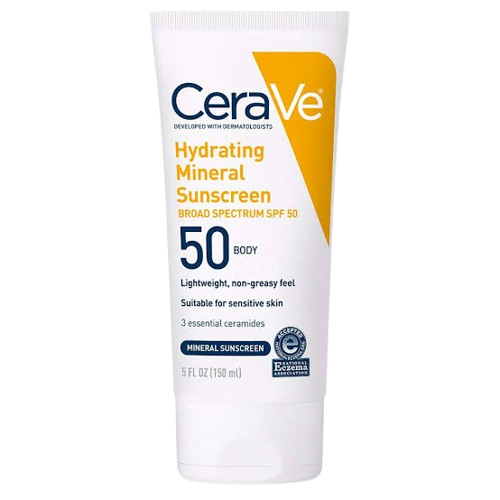 CeraVe
DEVELOPED WITH DERMATOLOGISTS
Hydrating
Mineral
Sunscreen
BROAD SPECTRUM SPF 50
50 BODY
Lightweight, non-greasy feel
Suitable for sensitive skin
3 essential ceramides
MINERAL SUNSCREEN
5 FL OZ (150 ml)
ACCEPTED
NATIONAL
Eczema
ASSOCIATION